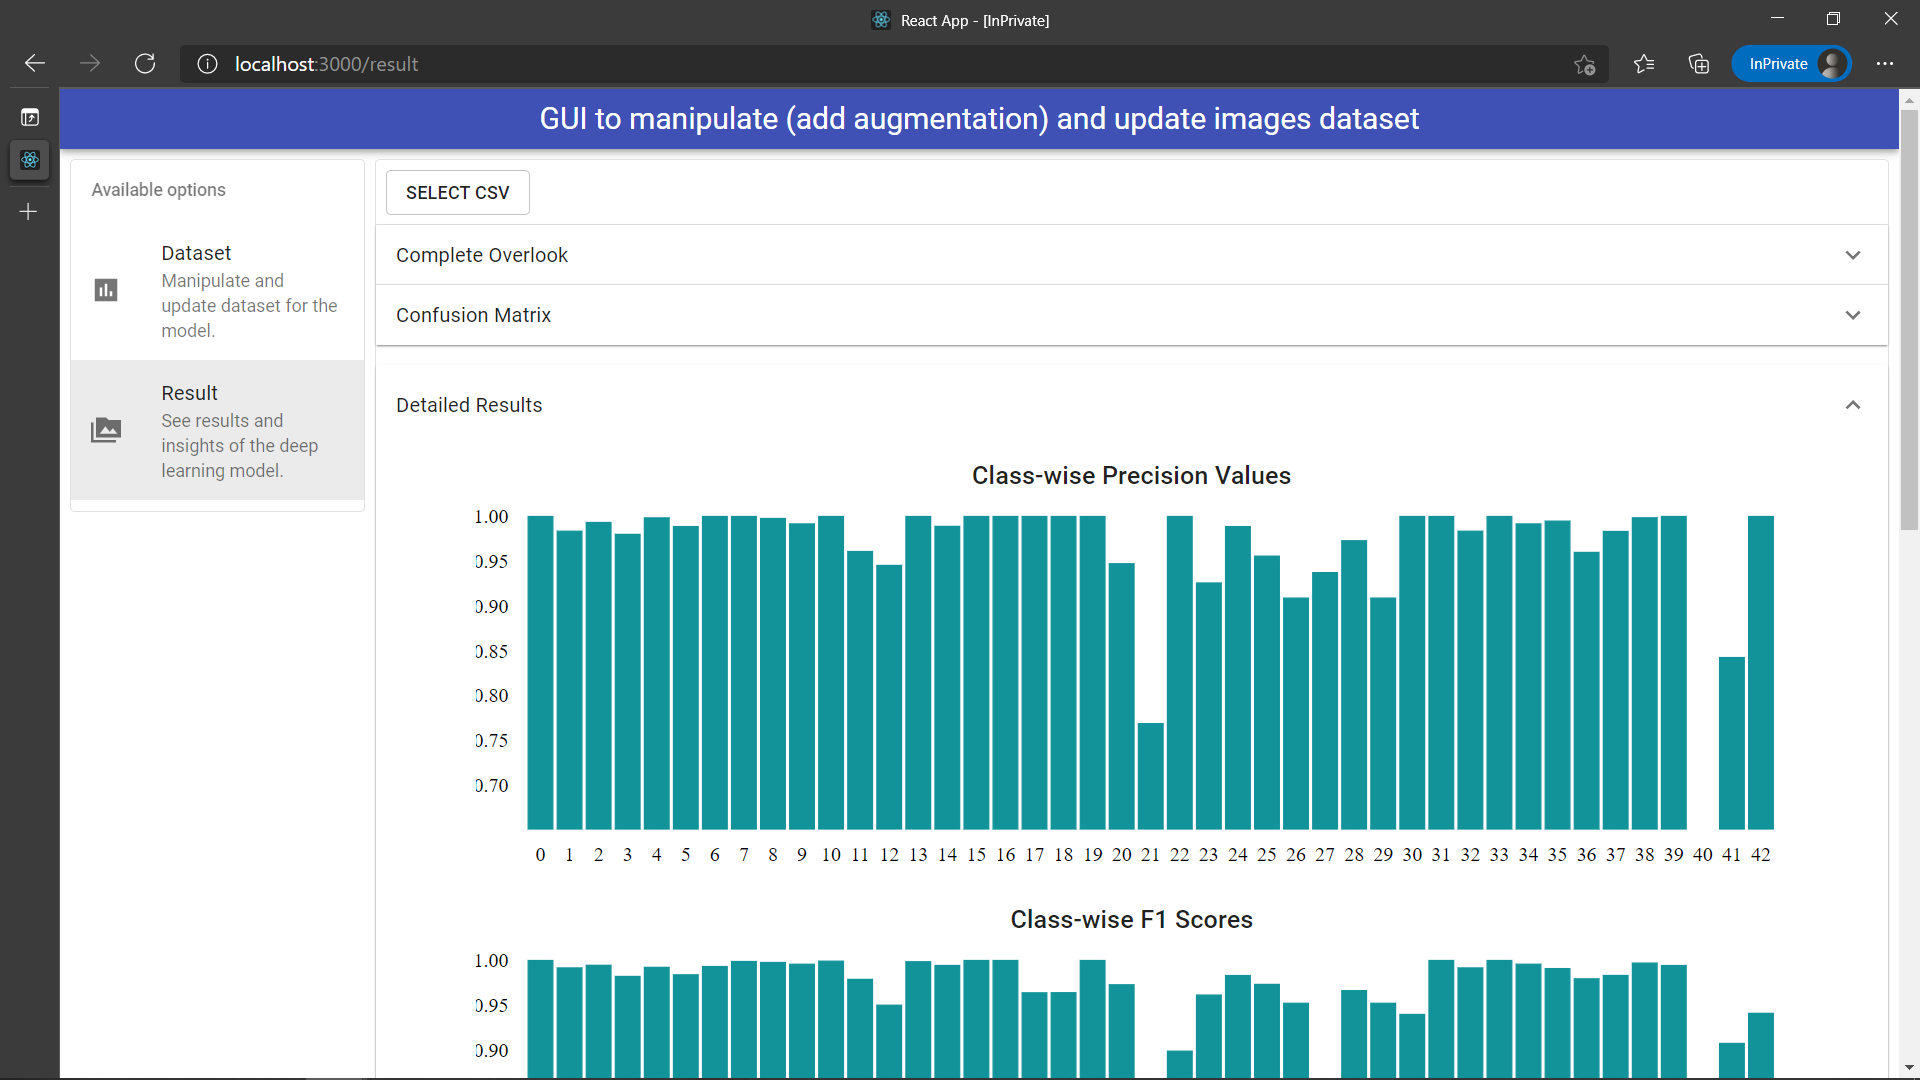 React App - [InPrivate]
localhost:3000/result
InPrivate
GUI to manipulate (add augmentation) and update images dataset
Available options
Dataset
Manipulate and
update dataset for the
model.
Result
See results and
insights of the deep
learning model.
SELECT CSV
Complete Overlook
Confusion Matrix
Detailed Results
Class-wise Precision Values
1.00
0.95
0.90
0.85
0.80
0.75
0.70
0 1 2 3 4 5 6 7 8 9 10 11 12 13 14 15 16 17 18 19 20 21 22 23 24 25 26 27 28 29 30 31 32 33 34 35 36 37 38 39 40 41 42
Class-wise F1 Scores
1.00
0.95
0.90